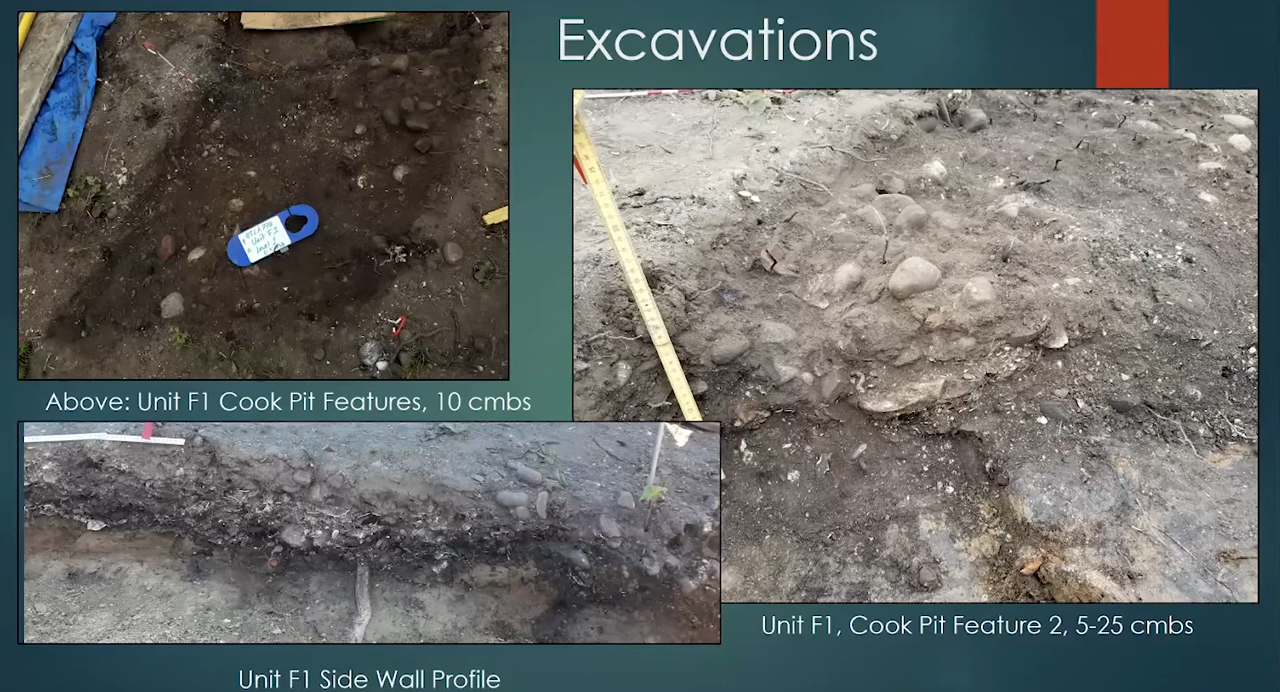 Excavations
Above: Unit F1 Cook Pit Features, 10 cmbs
Unit F1, Cook Pit Feature 2, 5-25 cmbs
Unit F1 Side Wall Profile